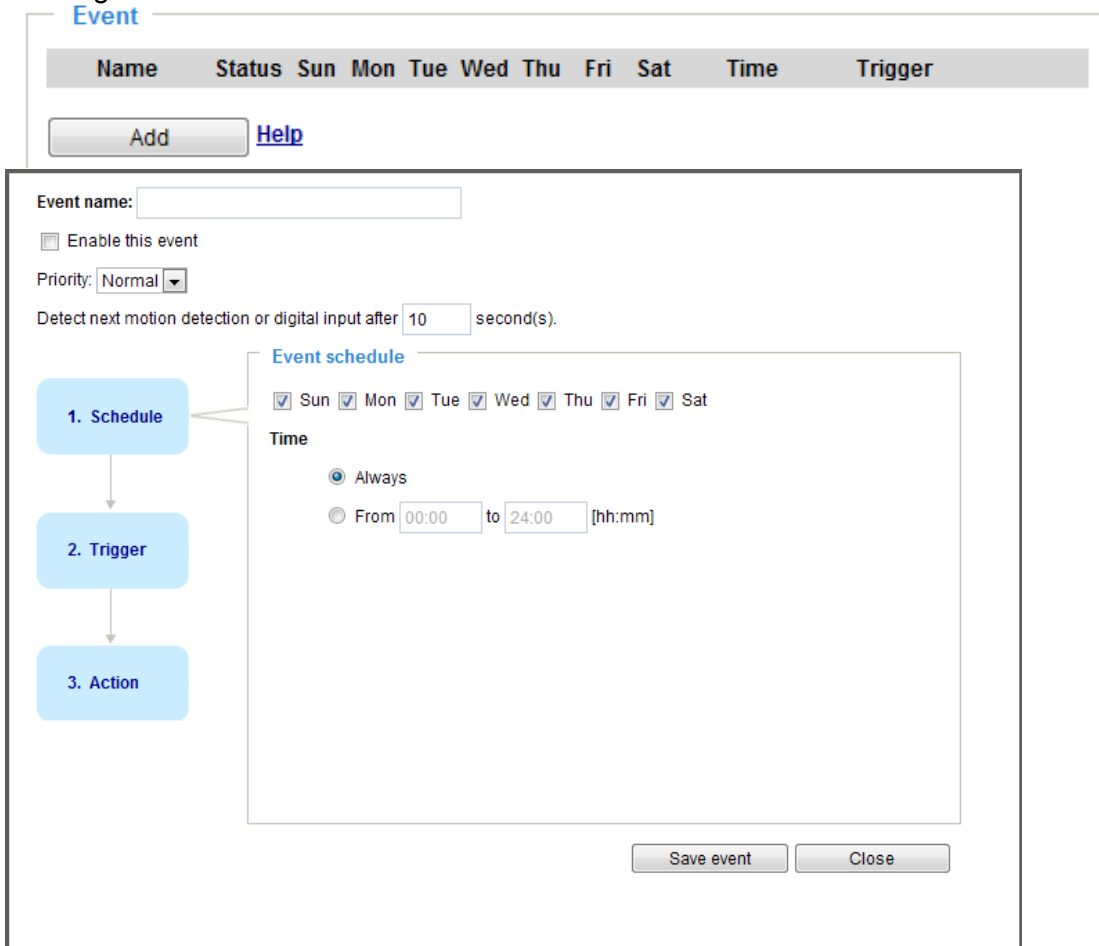 Event
Name Status Sun Mon Tue Wed Thu Fri Sat Time Trigger
Add Help
Event name:
Enable this event
Priority: Normal
Detect next motion detection or digital input after 10 second(s).
Event schedule
1. Schedule
Sun Mon Tue Wed Thu Fri Sat
Time
Always
From 00:00 to 24:00 [hh:mm]
2. Trigger
3. Action
Save event Close